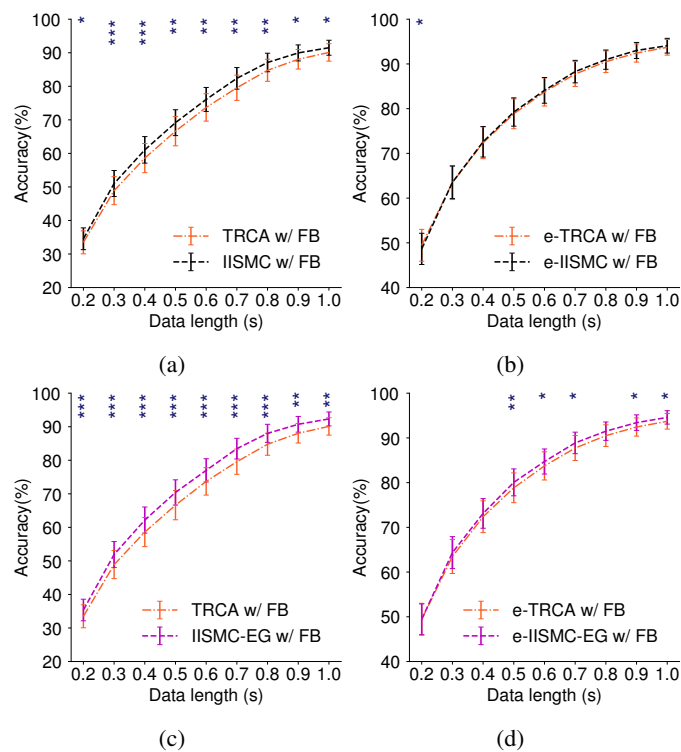 * *** *** ** ** ** ** * *
100
90
80
70
60
50
40
30
20
Accuracy(%)
TRCA w/ FB
IISMC w/ FB
0.2 0.3 0.4 0.5 0.6 0.7 0.8 0.9 1.0
Data length (s)
(a)
*
100
90
80
70
60
50
40
Accuracy(%)
e-TRCA w/ FB
e-IISMC w/ FB
0.2 0.3 0.4 0.5 0.6 0.7 0.8 0.9 1.0
Data length (s)
(b)
*** *** *** *** *** *** *** ** **
100
90
80
70
60
50
40
30
20
Accuracy(%)
TRCA w/ FB
IISMC-EG w/ FB
0.2 0.3 0.4 0.5 0.6 0.7 0.8 0.9 1.0
Data length (s)
(c)
** * * * *
100
90
80
70
60
50
40
Accuracy(%)
e-TRCA w/ FB
e-IISMC-EG w/ FB
0.2 0.3 0.4 0.5 0.6 0.7 0.8 0.9 1.0
Data length (s)
(d)